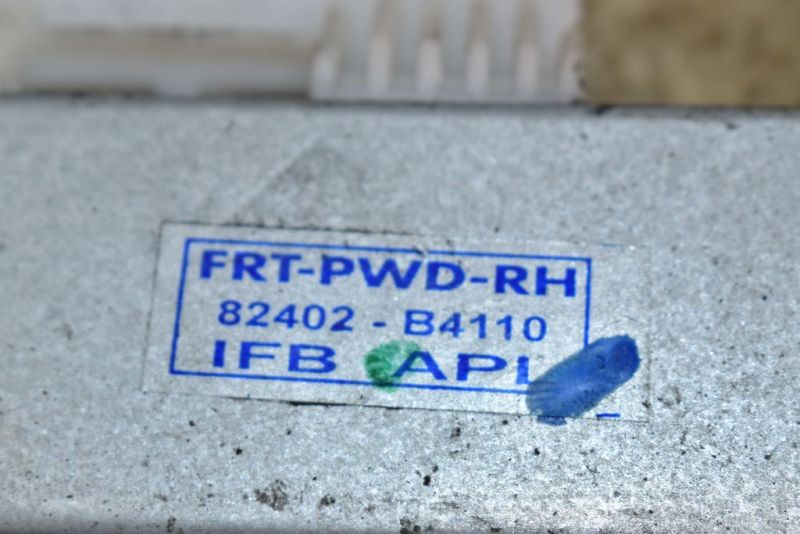 FRT-PWD-RH
82402 - B4110
IFB